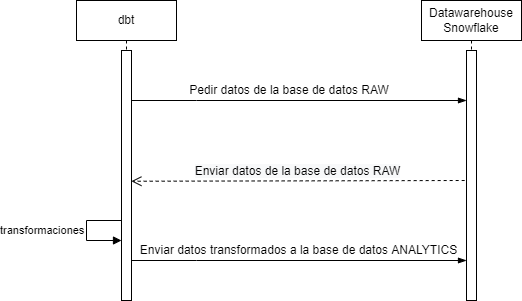 dbt
Datawarehouse
Snowflake
Pedir datos de la base de datos RAW
Enviar datos de la base de datos RAW
transformaciones
Enviar datos transformados a la base de datos ANALYTICS